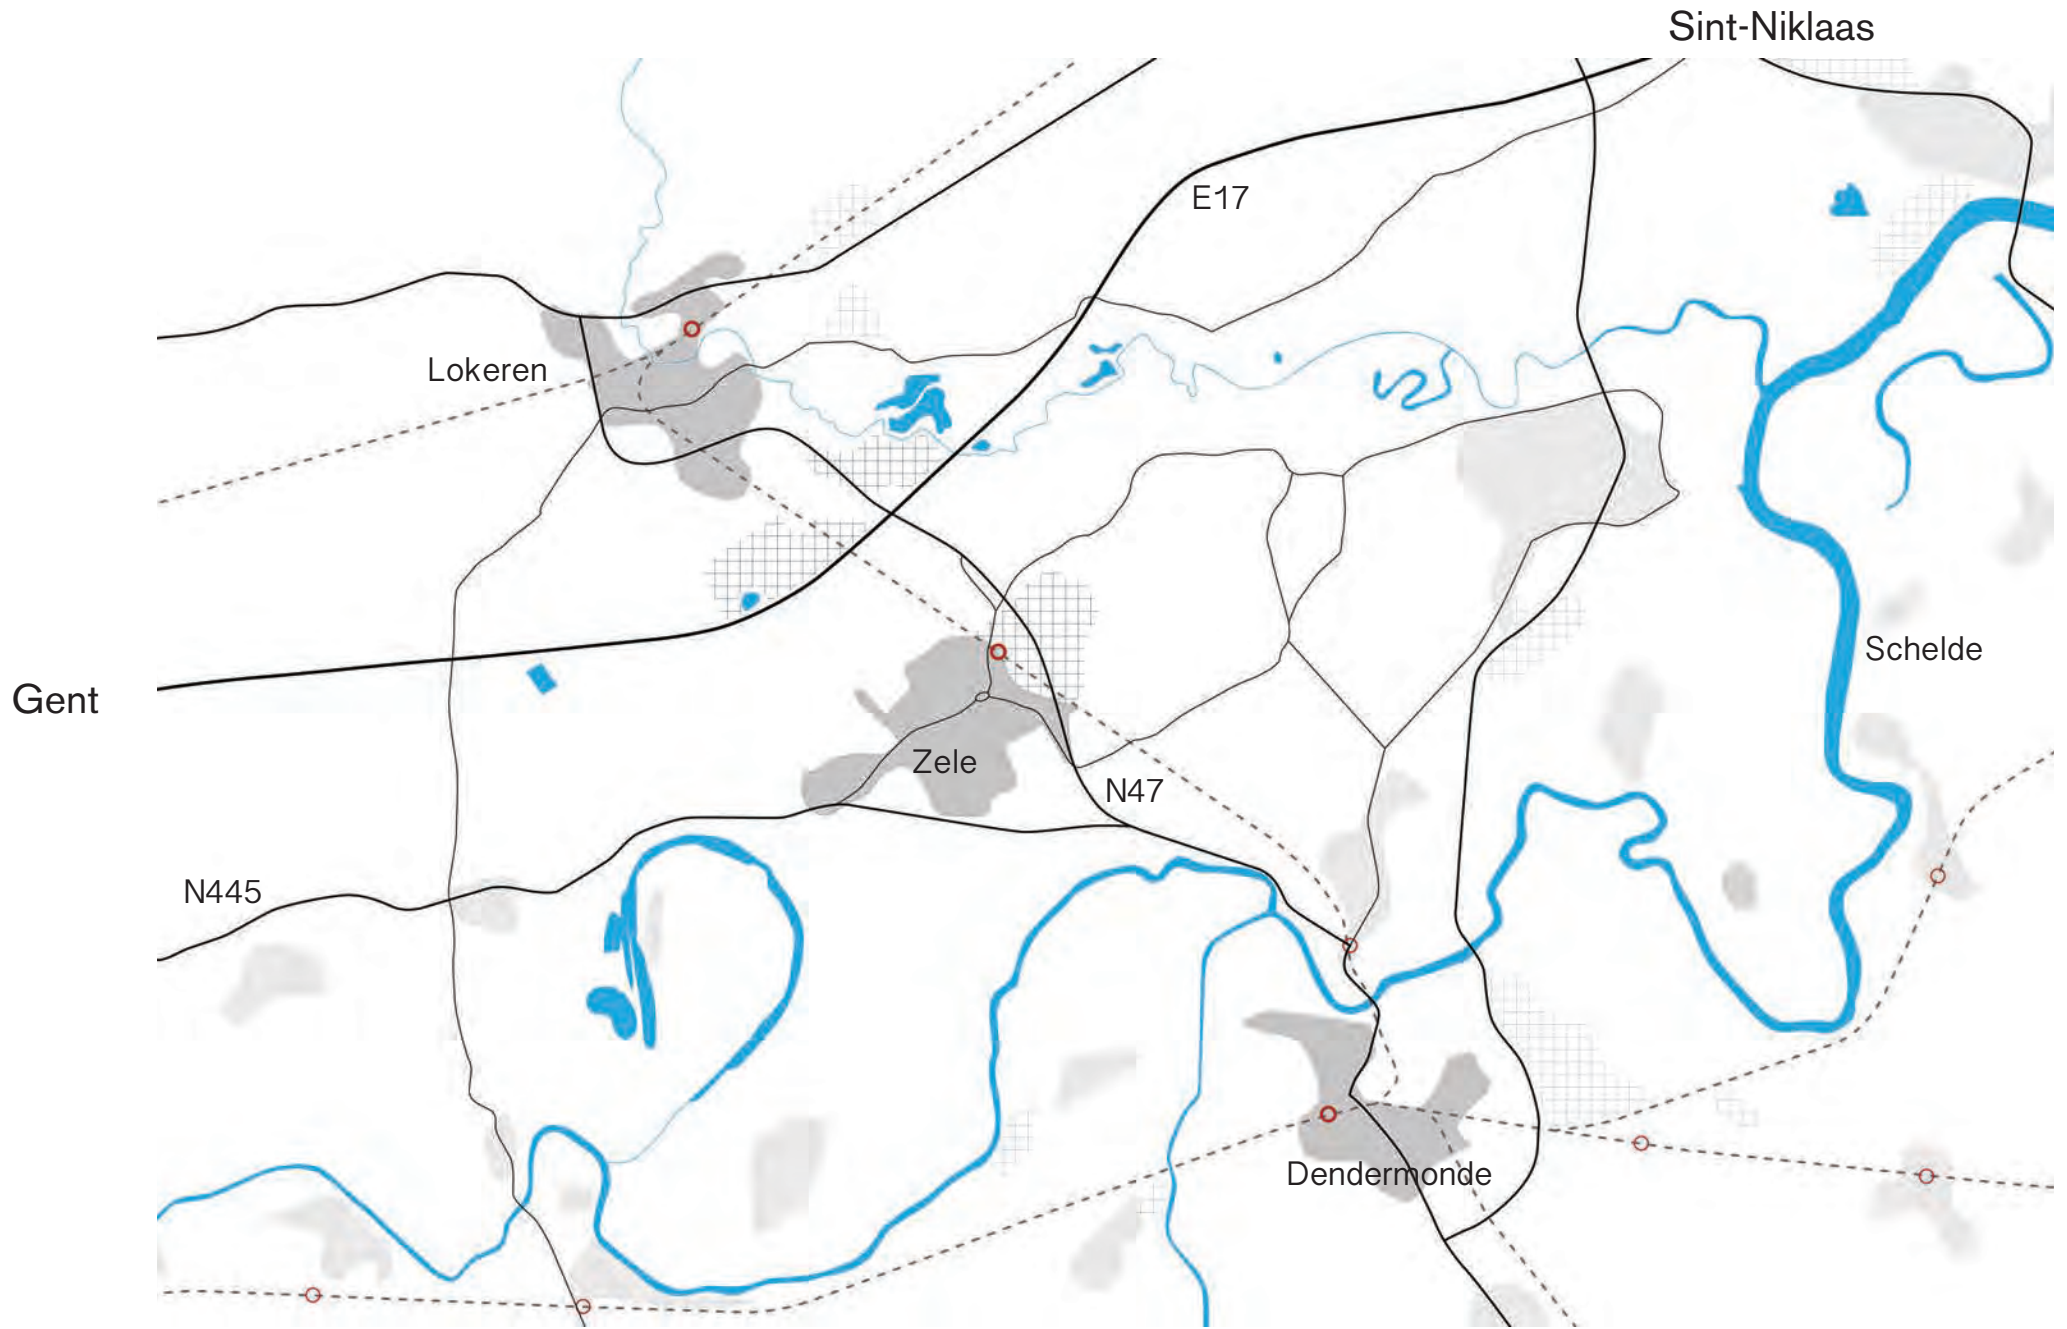 Sint-Niklaas
E17
Lokeren
Schelde
Gent
Zele
N47
N445
Dendermonde